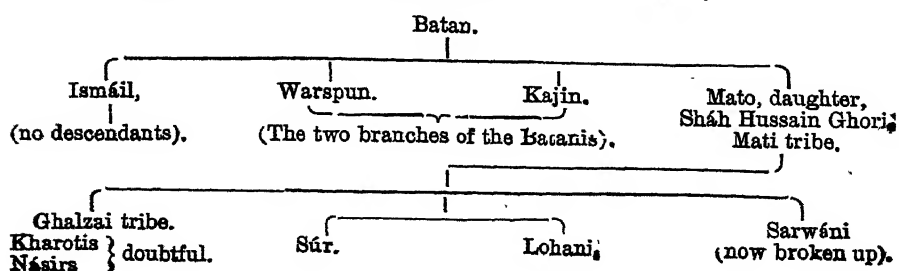 Batan.
Ismáil, Warspun. Kajin. Mato, daughter,
Sháh Hussain Ghori,
(no descendants). (The two branches of the Batanis). Mati tribe.
Ghalzai tribe. Sarwáni
Kharotis } doubtful. Súr. Lohani, (now broken up).
Násirs